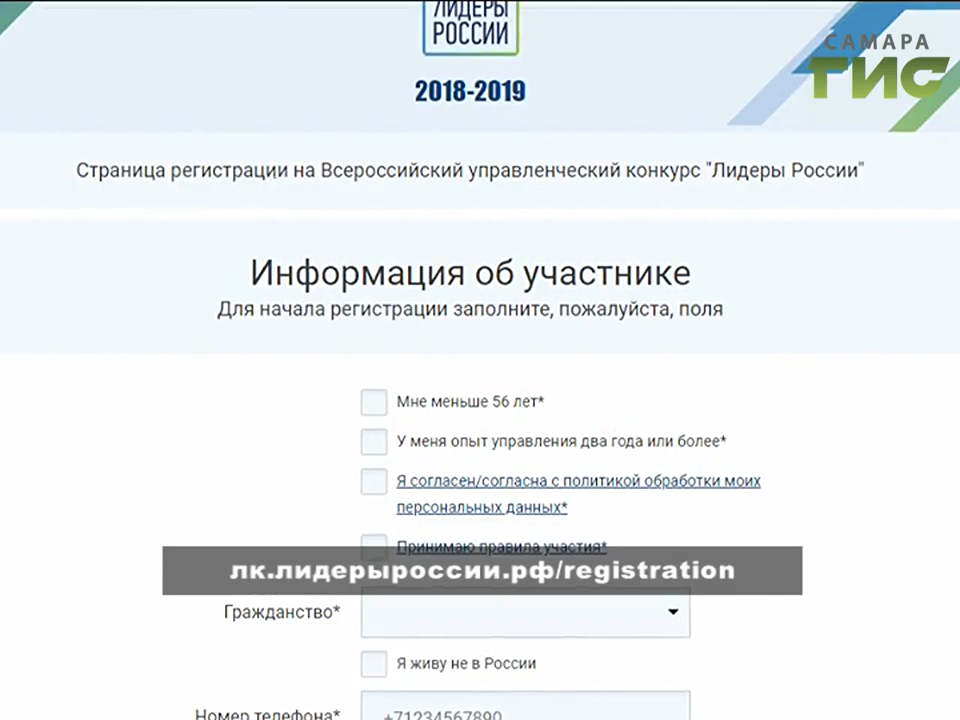 ЛИДЕРЫ
РОССИИ
САМАРА
ГИС
2018-2019
Страница регистрации на Всероссийский управленческий конкурс "Лидеры России"
Информация об участнике
Для начала регистрации заполните, пожалуйста, поля
Мне меньше 56 лет*
У меня опыт управления два года или более*
Я согласен/согласна с политикой обработки моих
персональных данных*
Принимаю правила участия*
лк.лидерыроссии.рф/registration
Гражданство*
Я живу не в России
Номер телефона* +71234567890